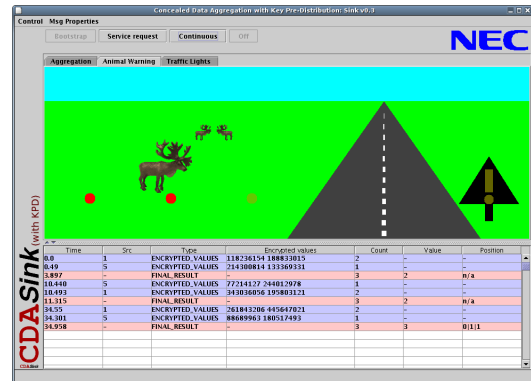 Concealed Data Aggregation with Key Pre-Distribution: Sink v0.3
Control Msg Properties
Bootstrap Service request Continuous Off
NEC
Aggregation Animal Warning Traffic Lights
CDASink (with KPD)
Time Src Type Encrypted values Count Value Position
0.0 1 ENCRYPTED_VALUES 118236154 188833015 2 - -
0.49 5 ENCRYPTED_VALUES 214300814 133369331 1 - -
3.897 - FINAL_RESULT - 3 2 n/a
10.440 5 ENCRYPTED_VALUES 77214127 244012978 1 - -
10.493 1 ENCRYPTED_VALUES 343036056 195803121 2 - -
11.315 - FINAL_RESULT - 3 2 n/a
34.55 1 ENCRYPTED_VALUES 261843206 445647021 2 - -
34.301 5 ENCRYPTED_VALUES 88689963 180517493 1 - -
34.958 - FINAL_RESULT - 3 3 0|1|1
CDASink